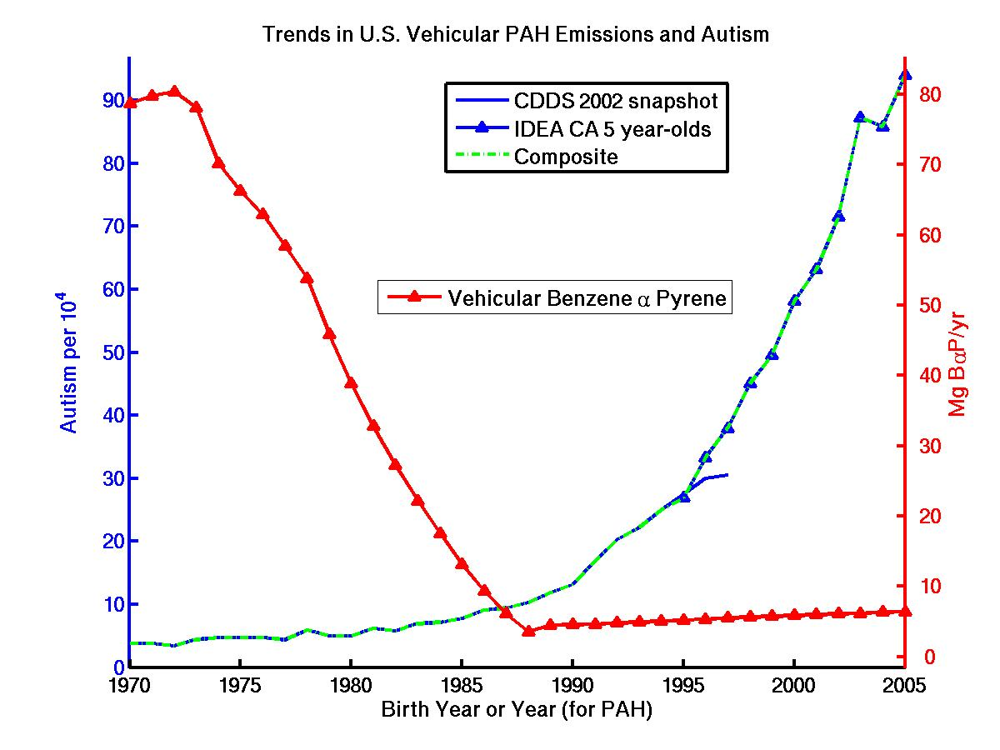 Trends in U.S. Vehicular PAH Emissions and Autism
CDDS 2002 snapshot
IDEA CA 5 year-olds
Composite
Vehicular Benzene α Pyrene
Autism per 10⁴
90
80
70
60
50
40
30
20
10
0
Mg BαP/yr
80
70
60
50
40
30
20
10
0
1970 1975 1980 1985 1990 1995 2000 2005
Birth Year or Year (for PAH)